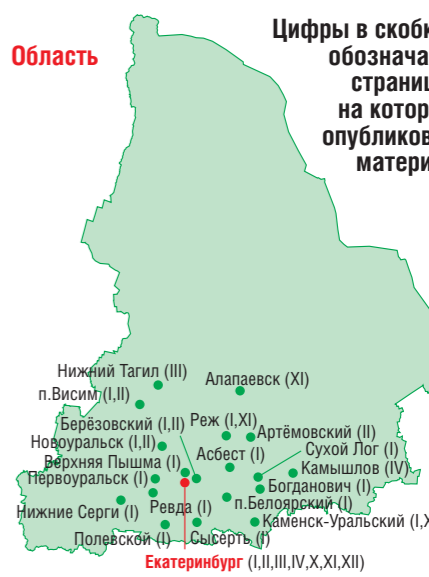 Область
Цифры в скобк
обознача
страниц
на котор
опубликов
матери
Нижний Тагил (III)
Алапаевск (XI)
п.Висим (I,II)
Берёзовский (I,II)
Реж (I,XI)
Артёмовский (II)
Новоуральск (I,II)
Сухой Лог (I)
Верхняя Пышма (I)
Асбест (I)
Камышлов (IV)
Первоуральск (I)
Богданович (I)
п.Белоярский (I)
Нижние Серги (I)
Ревда (I)
Каменск-Уральский (I,X
Полевской (I)
Сысерть (I)
Екатеринбург (I,II,III,IV,X,XI,XII)